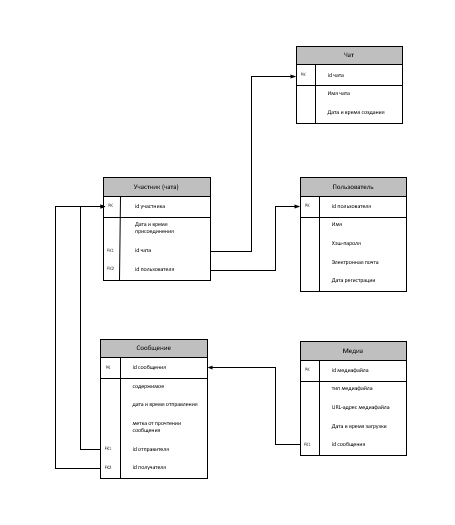 Чат
PK id чата
Имя чата
Дата и время создания
Участник (чата)
PK id участника
Дата и время
присоединения
FK1 id чата
FK2 id пользователя
Пользователь
PK id пользователя
Имя
Хэш-пароля
Электронная почта
Дата регистрации
Сообщение
PK id сообщения
содержимое
дата и время отправления
метка от прочтении
сообщения
FK1 id отправителя
FK2 id получателя
Медиа
PK id медиафайла
тип медиафайла
URL-адрес медиафайла
Дата и время загрузки
FK1 id сообщения